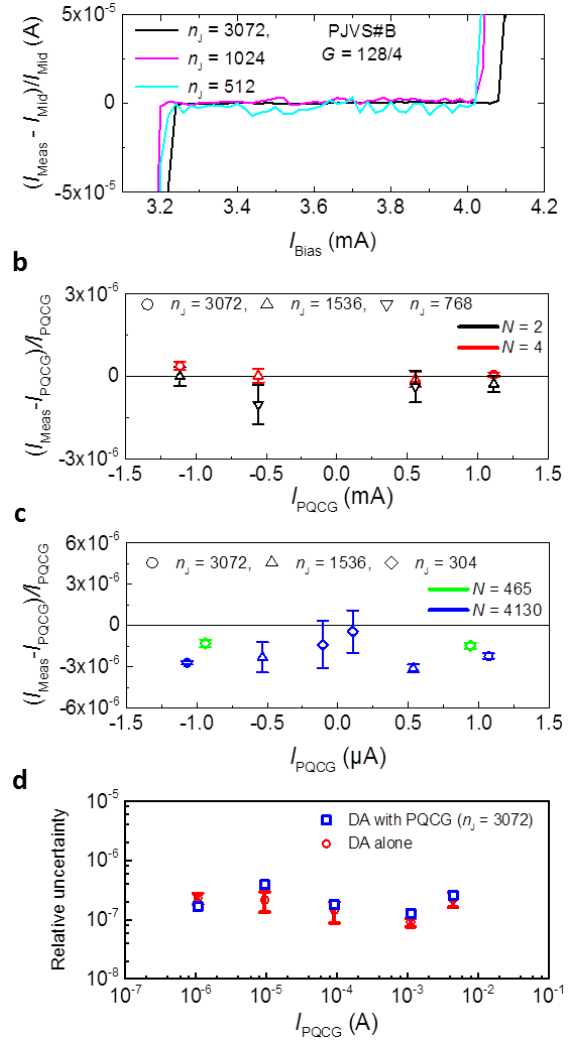 5x10⁻⁵
n_J = 3072, PJVS#B
n_J = 1024 G = 128/4
n_J = 512
0
-5x10⁻⁵
(I_Meas - I_Mid)/I_Mid (A)
3.2 3.4 3.6 3.8 4.0 4.2
I_Bias (mA)
b
3x10⁻⁶
n_J = 3072, n_J = 1536, n_J = 768
N = 2
N = 4
0
-3x10⁻⁶
(I_Meas-I_PQCG)/I_PQCG
-1.5 -1.0 -0.5 0.0 0.5 1.0 1.5
I_PQCG (mA)
c
6x10⁻⁶
n_J = 3072, n_J = 1536, n_J = 304
3x10⁻⁶
N = 465
N = 4130
0
-3x10⁻⁶
-6x10⁻⁶
(I_Meas-I_PQCG)/I_PQCG
-1.5 -1.0 -0.5 0.0 0.5 1.0 1.5
I_PQCG (µA)
d
10⁻⁵
DA with PQCG (n_J = 3072)
DA alone
10⁻⁶
10⁻⁷
10⁻⁸
Relative uncertainty
10⁻⁷ 10⁻⁶ 10⁻⁵ 10⁻⁴ 10⁻³ 10⁻² 10⁻¹
I_PQCG (A)